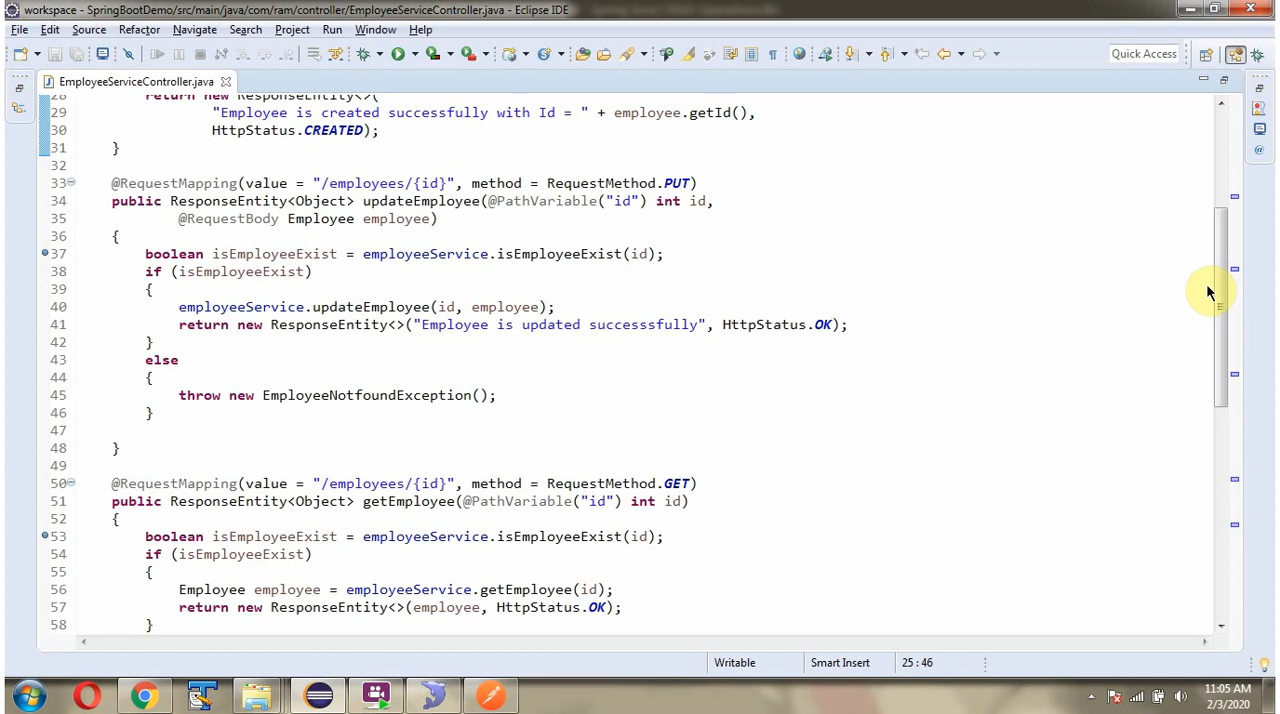 workspace - SpringBootDemo/src/main/java/com/ram/controller/EmployeeServiceController.java - Eclipse IDE
File Edit Source Refactor Navigate Search Project Run Window Help
Quick Access
EmployeeServiceController.java
28 return new ResponseEntity<>(
29 "Employee is created successfully with Id = " + employee.getId(),
30 HttpStatus.CREATED);
31 }
32
33 @RequestMapping(value = "/employees/{id}", method = RequestMethod.PUT)
34 public ResponseEntity<Object> updateEmployee(@PathVariable("id") int id,
35 @RequestBody Employee employee)
36 {
37 boolean isEmployeeExist = employeeService.isEmployeeExist(id);
38 if (isEmployeeExist)
39 {
40 employeeService.updateEmployee(id, employee);
41 return new ResponseEntity<>("Employee is updated successsfully", HttpStatus.OK);
42 }
43 else
44 {
45 throw new EmployeeNotfoundException();
46 }
47
48 }
49
50 @RequestMapping(value = "/employees/{id}", method = RequestMethod.GET)
51 public ResponseEntity<Object> getEmployee(@PathVariable("id") int id)
52 {
53 boolean isEmployeeExist = employeeService.isEmployeeExist(id);
54 if (isEmployeeExist)
55 {
56 Employee employee = employeeService.getEmployee(id);
57 return new ResponseEntity<>(employee, HttpStatus.OK);
58 }
Writable Smart Insert 25 : 46
11:05 AM
2/3/2020